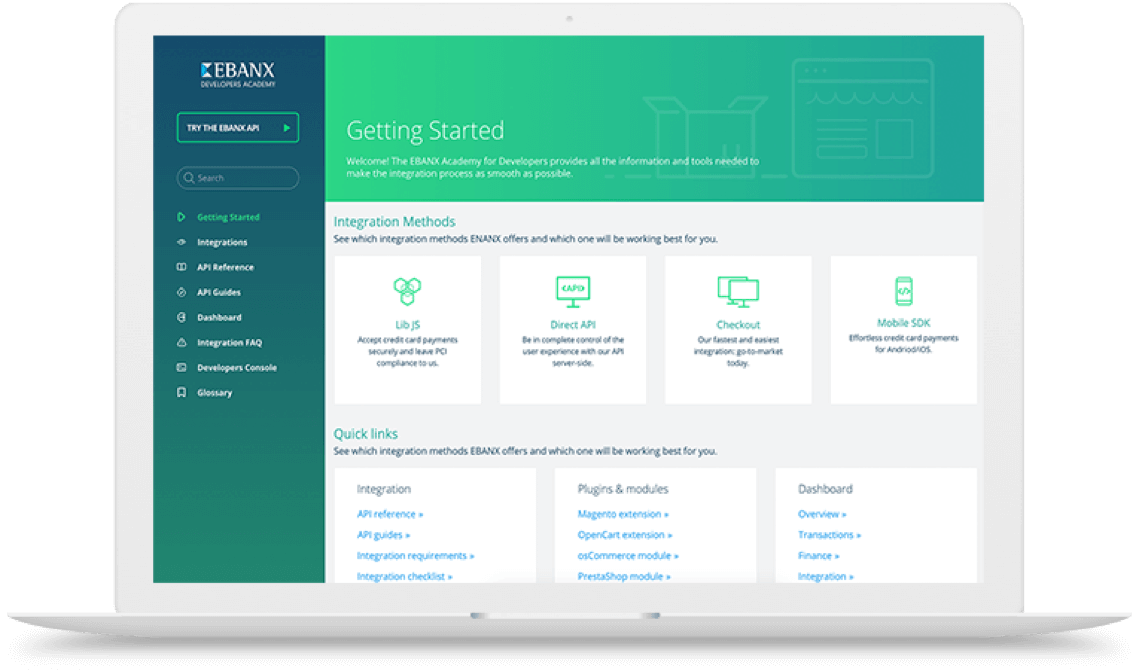 EBANX
DEVELOPERS ACADEMY
TRY THE EBANX API
Search
Getting Started
Integrations
API Reference
API Guides
Dashboard
Integration FAQ
Developers Console
Glossary
Getting Started
Welcome! The EBANX Academy for Developers provides all the information and tools needed to
make the integration process as smooth as possible.
Integration Methods
See which integration methods ENANX offers and which one will be working best for you.
Lib JS
Accept credit card payments
securely and leave PCI
compliance to us.
<API>
Direct API
Be in complete control of the
user experience with our API
server-side.
Checkout
Our fastest and easiest
integration; go-to-market
today.
</>
Mobile SDK
Effortless credit card payments
for Andriod/iOS.
Quick links
See which integration methods EBANX offers and which one will be working best for you.
Integration
API reference »
API guides »
Integration requirements »
Integration checklist »
Plugins & modules
Magento extension »
OpenCart extension »
osCommerce module »
PrestaShop module »
Dashboard
Overview »
Transactions »
Finance »
Integration »